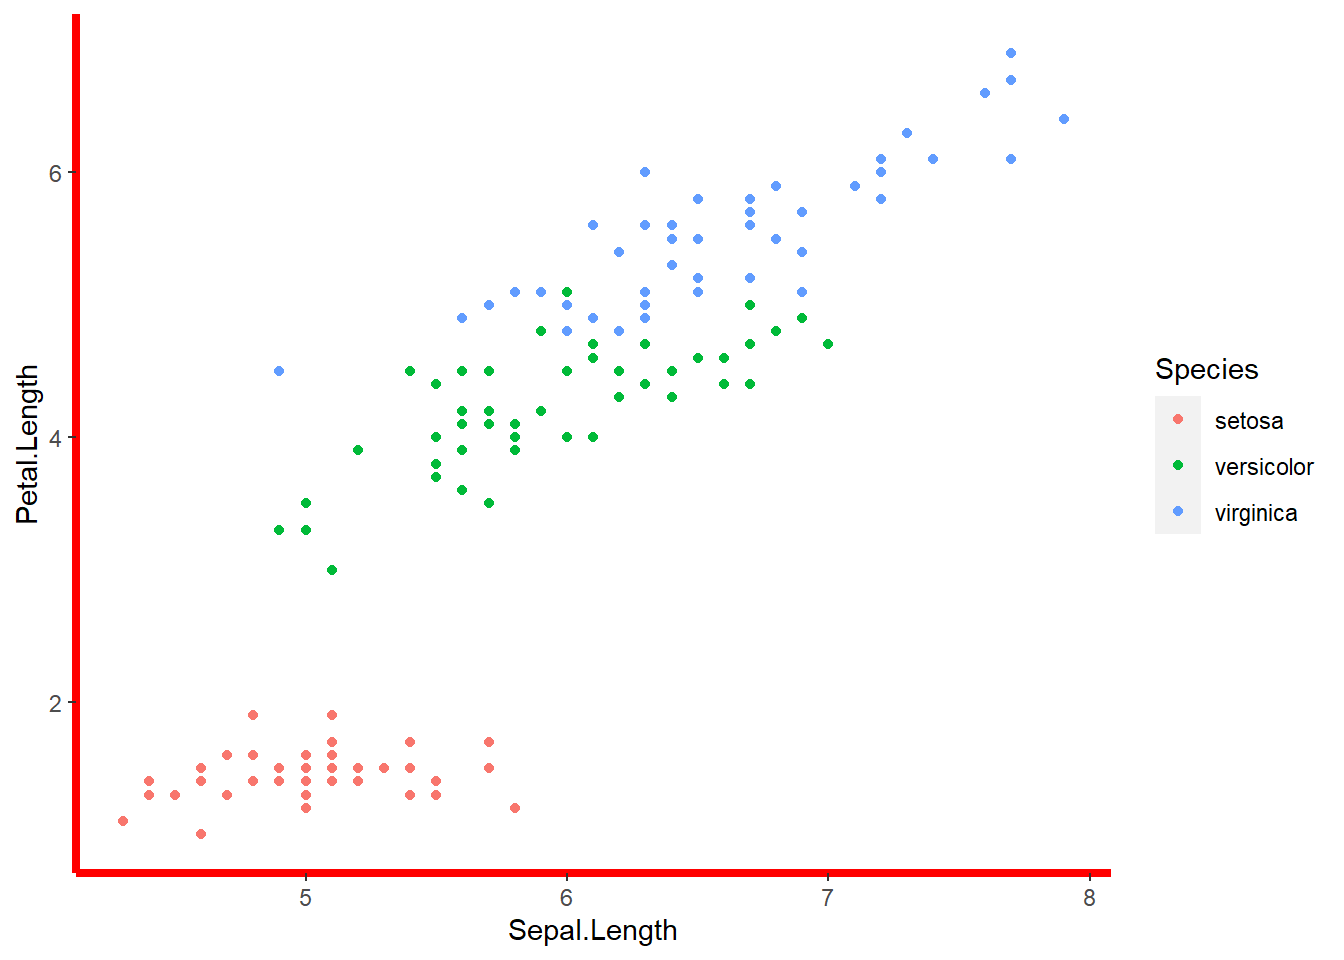 6
4
2
Petal.Length
5 6 7 8
Sepal.Length
Species
setosa
versicolor
virginica